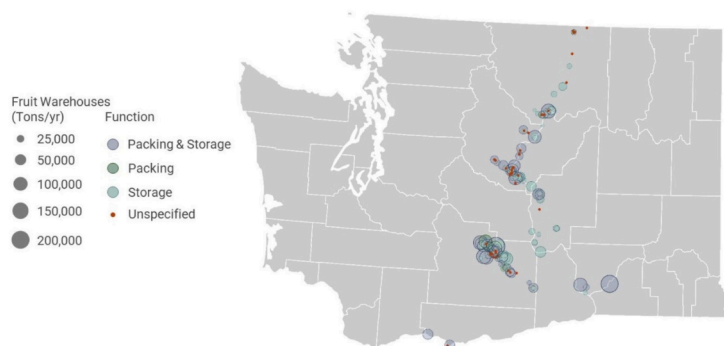 Fruit Warehouses
(Tons/yr)
25,000
50,000
100,000
150,000
200,000
Function
Packing & Storage
Packing
Storage
Unspecified